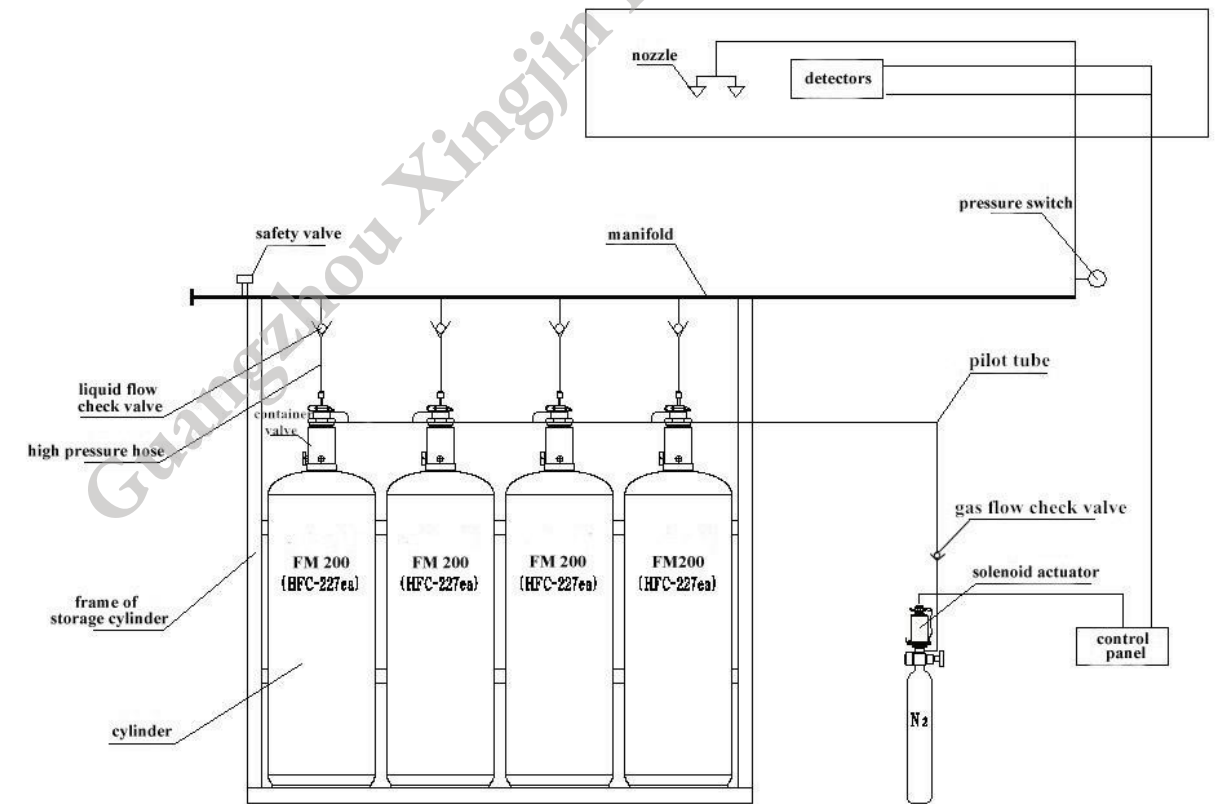 nozzle
detectors
pressure switch
safety valve
manifold
pilot tube
liquid flow
check valve
container
valve
high pressure hose
gas flow check valve
FM 200
(HFC-227ea)
FM 200
(HFC-227ea)
FM 200
(HFC-227ea)
FM200
(HFC-227ea)
solenoid actuator
frame of
storage cylinder
control
panel
N2
cylinder
Guangzhou Xingjin